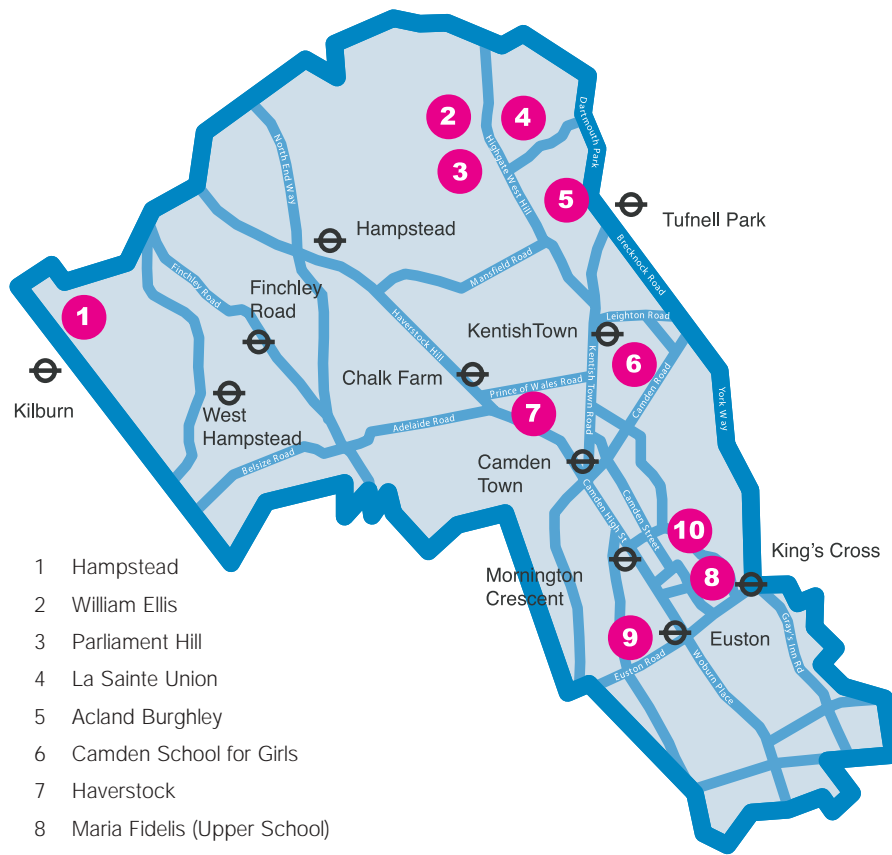 2
4
3
5
Dartmouth Park
North End Way
Highgate West Hill
Tufnell Park
Hampstead
Brecknock Road
Mansfield Road
Finchley Road
Finchley
Road
1
Haverstock Hill
KentishTown
Leighton Road
6
Kentish Town Road
Camden Road
Chalk Farm
Prince of Wales Road
Kilburn
West
Hampstead
7
York Way
Adelaide Road
Belsize Road
Camden
Town
Camden High St
Camden Street
10
King's Cross
Mornington
Crescent
8
9
Euston
Euston Road
Woburn Place
Gray's Inn Rd
1 Hampstead
2 William Ellis
3 Parliament Hill
4 La Sainte Union
5 Acland Burghley
6 Camden School for Girls
7 Haverstock
8 Maria Fidelis (Upper School)